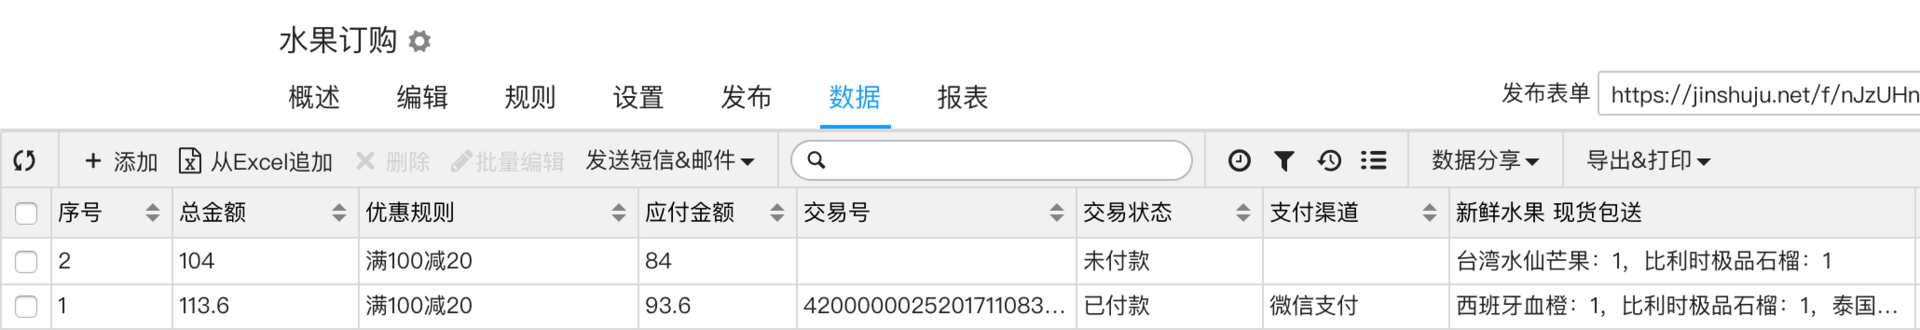 水果订购
概述 编辑 规则 设置 发布 数据 报表 发布表单 https://jinshuju.net/f/nJzUHn
添加 从Excel追加 删除 批量编辑 发送短信&邮件 数据分享 导出&打印
序号 总金额 优惠规则 应付金额 交易号 交易状态 支付渠道 新鲜水果 现货包送
2 104 满100减20 84 未付款 台湾水仙芒果：1，比利时极品石榴：1
1 113.6 满100减20 93.6 4200000025201711083... 已付款 微信支付 西班牙血橙：1，比利时极品石榴：1，泰国...